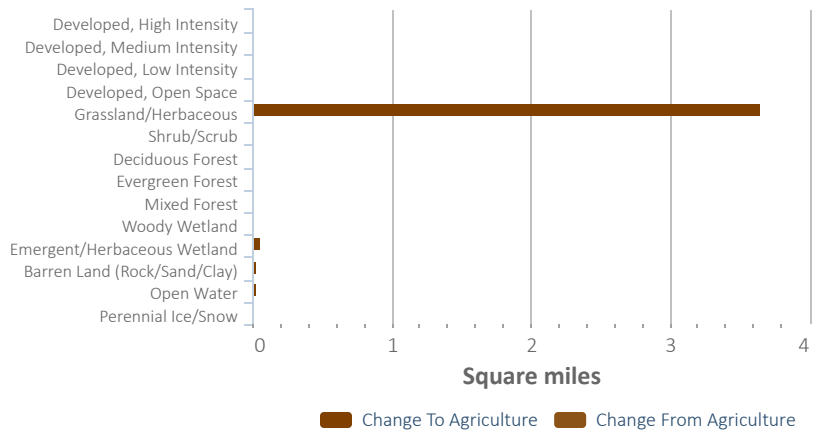 Developed, High Intensity
Developed, Medium Intensity
Developed, Low Intensity
Developed, Open Space
Grassland/Herbaceous
Shrub/Scrub
Deciduous Forest
Evergreen Forest
Mixed Forest
Woody Wetland
Emergent/Herbaceous Wetland
Barren Land (Rock/Sand/Clay)
Open Water
Perennial Ice/Snow
0 1 2 3 4
Square miles
Change To Agriculture Change From Agriculture